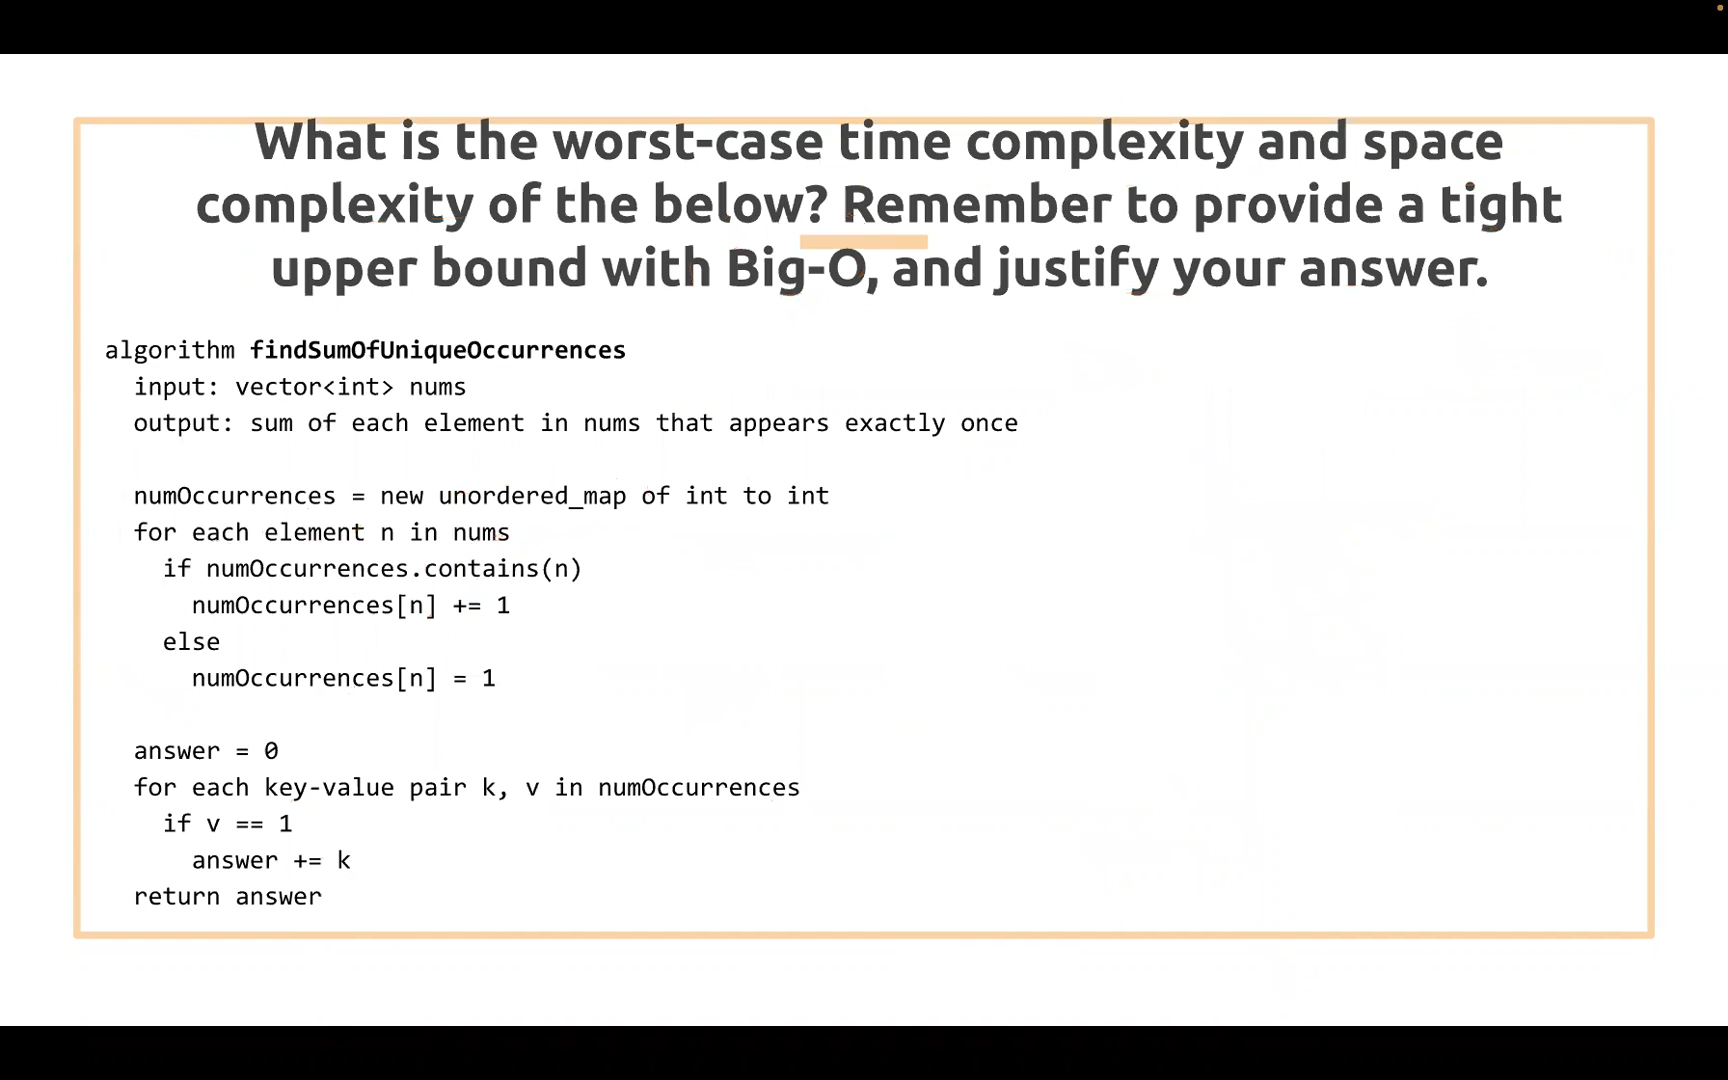 What is the worst-case time complexity and space
complexity of the below? Remember to provide a tight
upper bound with Big-O, and justify your answer.
algorithm findSumOfUniqueOccurrences
input: vector<int> nums
output: sum of each element in nums that appears exactly once
numOccurrences = new unordered_map of int to int
for each element n in nums
if numOccurrences.contains(n)
numOccurrences[n] += 1
else
numOccurrences[n] = 1
answer = 0
for each key-value pair k, v in numOccurrences
if v == 1
answer += k
return answer